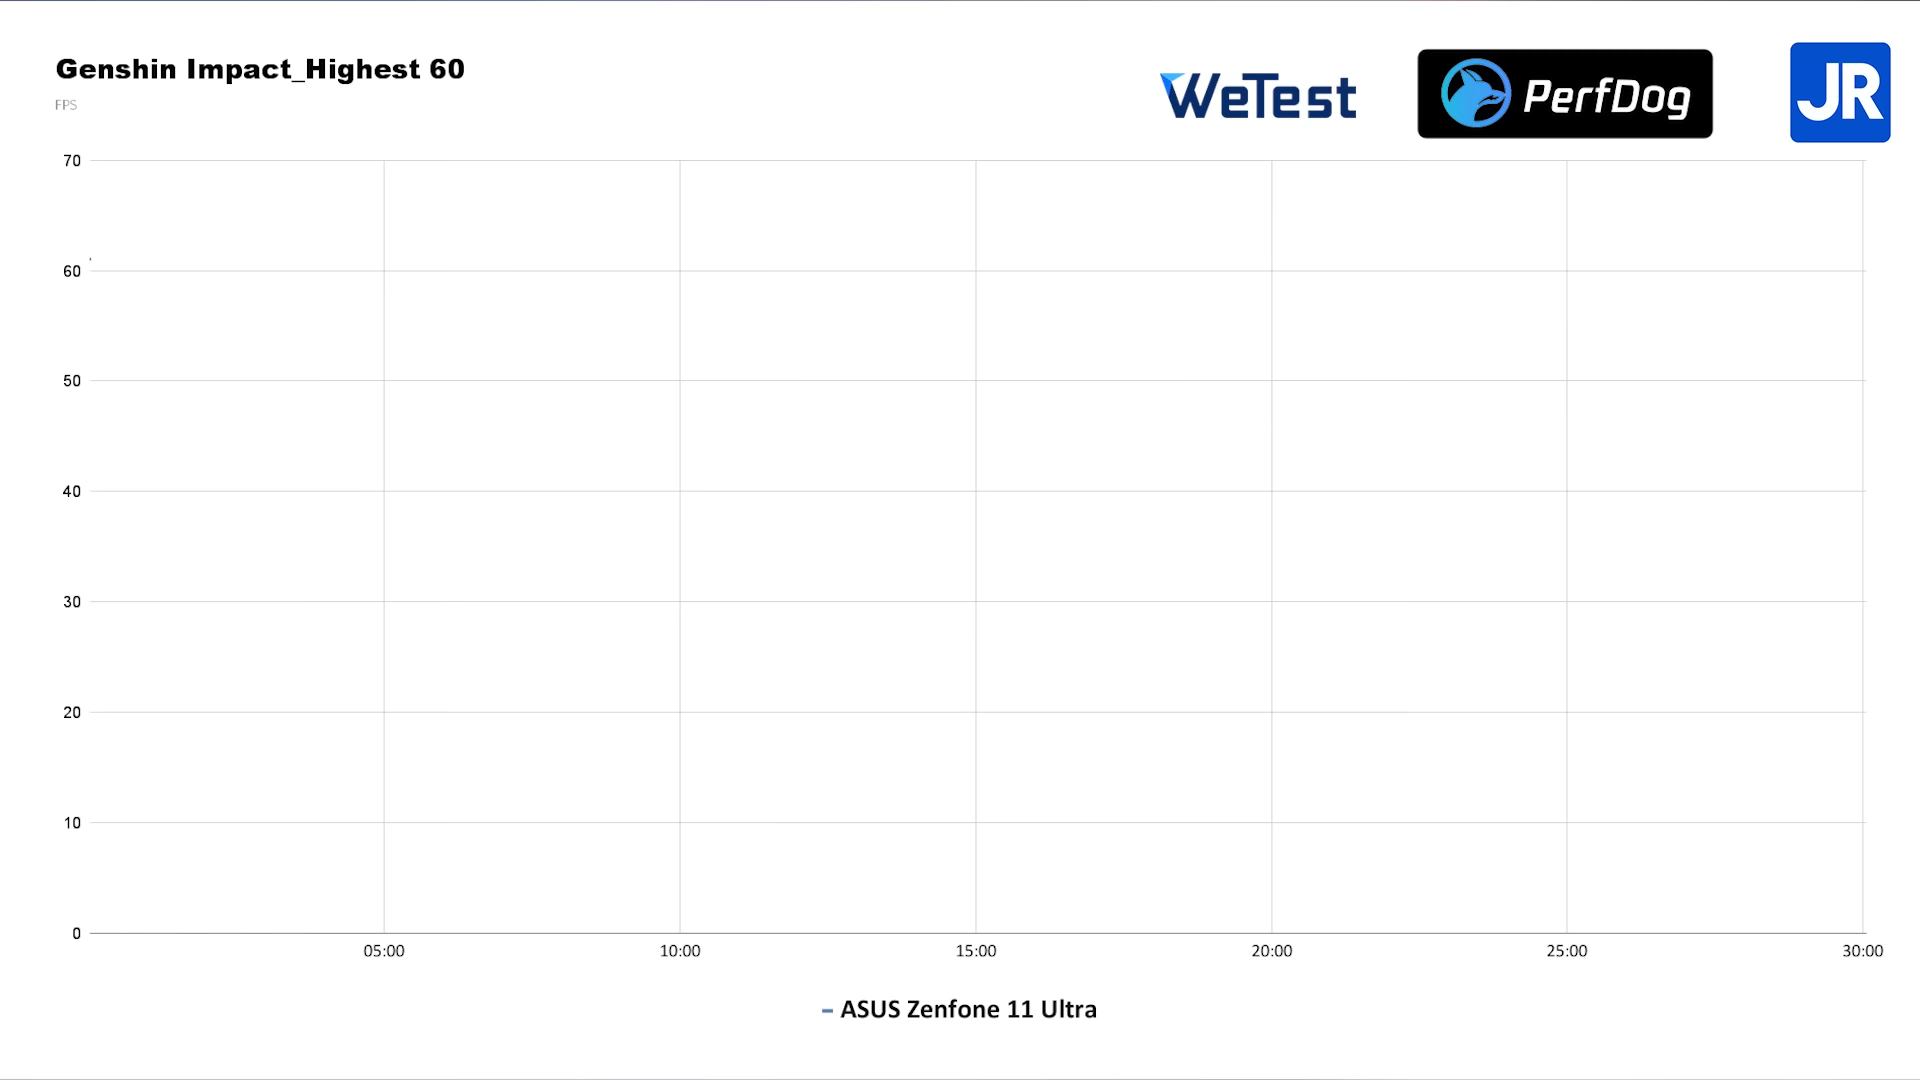 Genshin Impact_Highest 60
FPS
WeTest
PerfDog
JR
70
60
50
40
30
20
10
0
05:00 10:00 15:00 20:00 25:00 30:00
ASUS Zenfone 11 Ultra